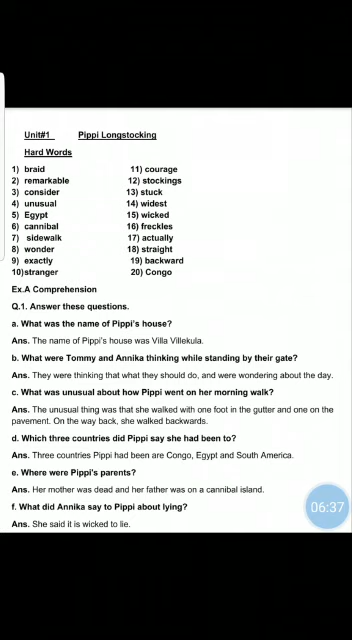 Unit#1 Pippi Longstocking
Hard Words
1) braid 11) courage
2) remarkable 12) stockings
3) consider 13) stuck
4) unusual 14) widest
5) Egypt 15) wicked
6) cannibal 16) freckles
7) sidewalk 17) actually
8) wonder 18) straight
9) exactly 19) backward
10)stranger 20) Congo
Ex.A Comprehension
Q.1. Answer these questions.
a. What was the name of Pippi's house?
Ans. The name of Pippi's house was Villa Villekula.
b. What were Tommy and Annika thinking while standing by their gate?
Ans. They were thinking that what they should do, and were wondering about the day.
c. What was unusual about how Pippi went on her morning walk?
Ans. The unusual thing was that she walked with one foot in the gutter and one on the
pavement. On the way back, she walked backwards.
d. Which three countries did Pippi say she had been to?
Ans. Three countries Pippi had been are Congo, Egypt and South America.
e. Where were Pippi's parents?
Ans. Her mother was dead and her father was on a cannibal island.
f. What did Annika say to Pippi about lying?
Ans. She said it is wicked to lie.
06:37